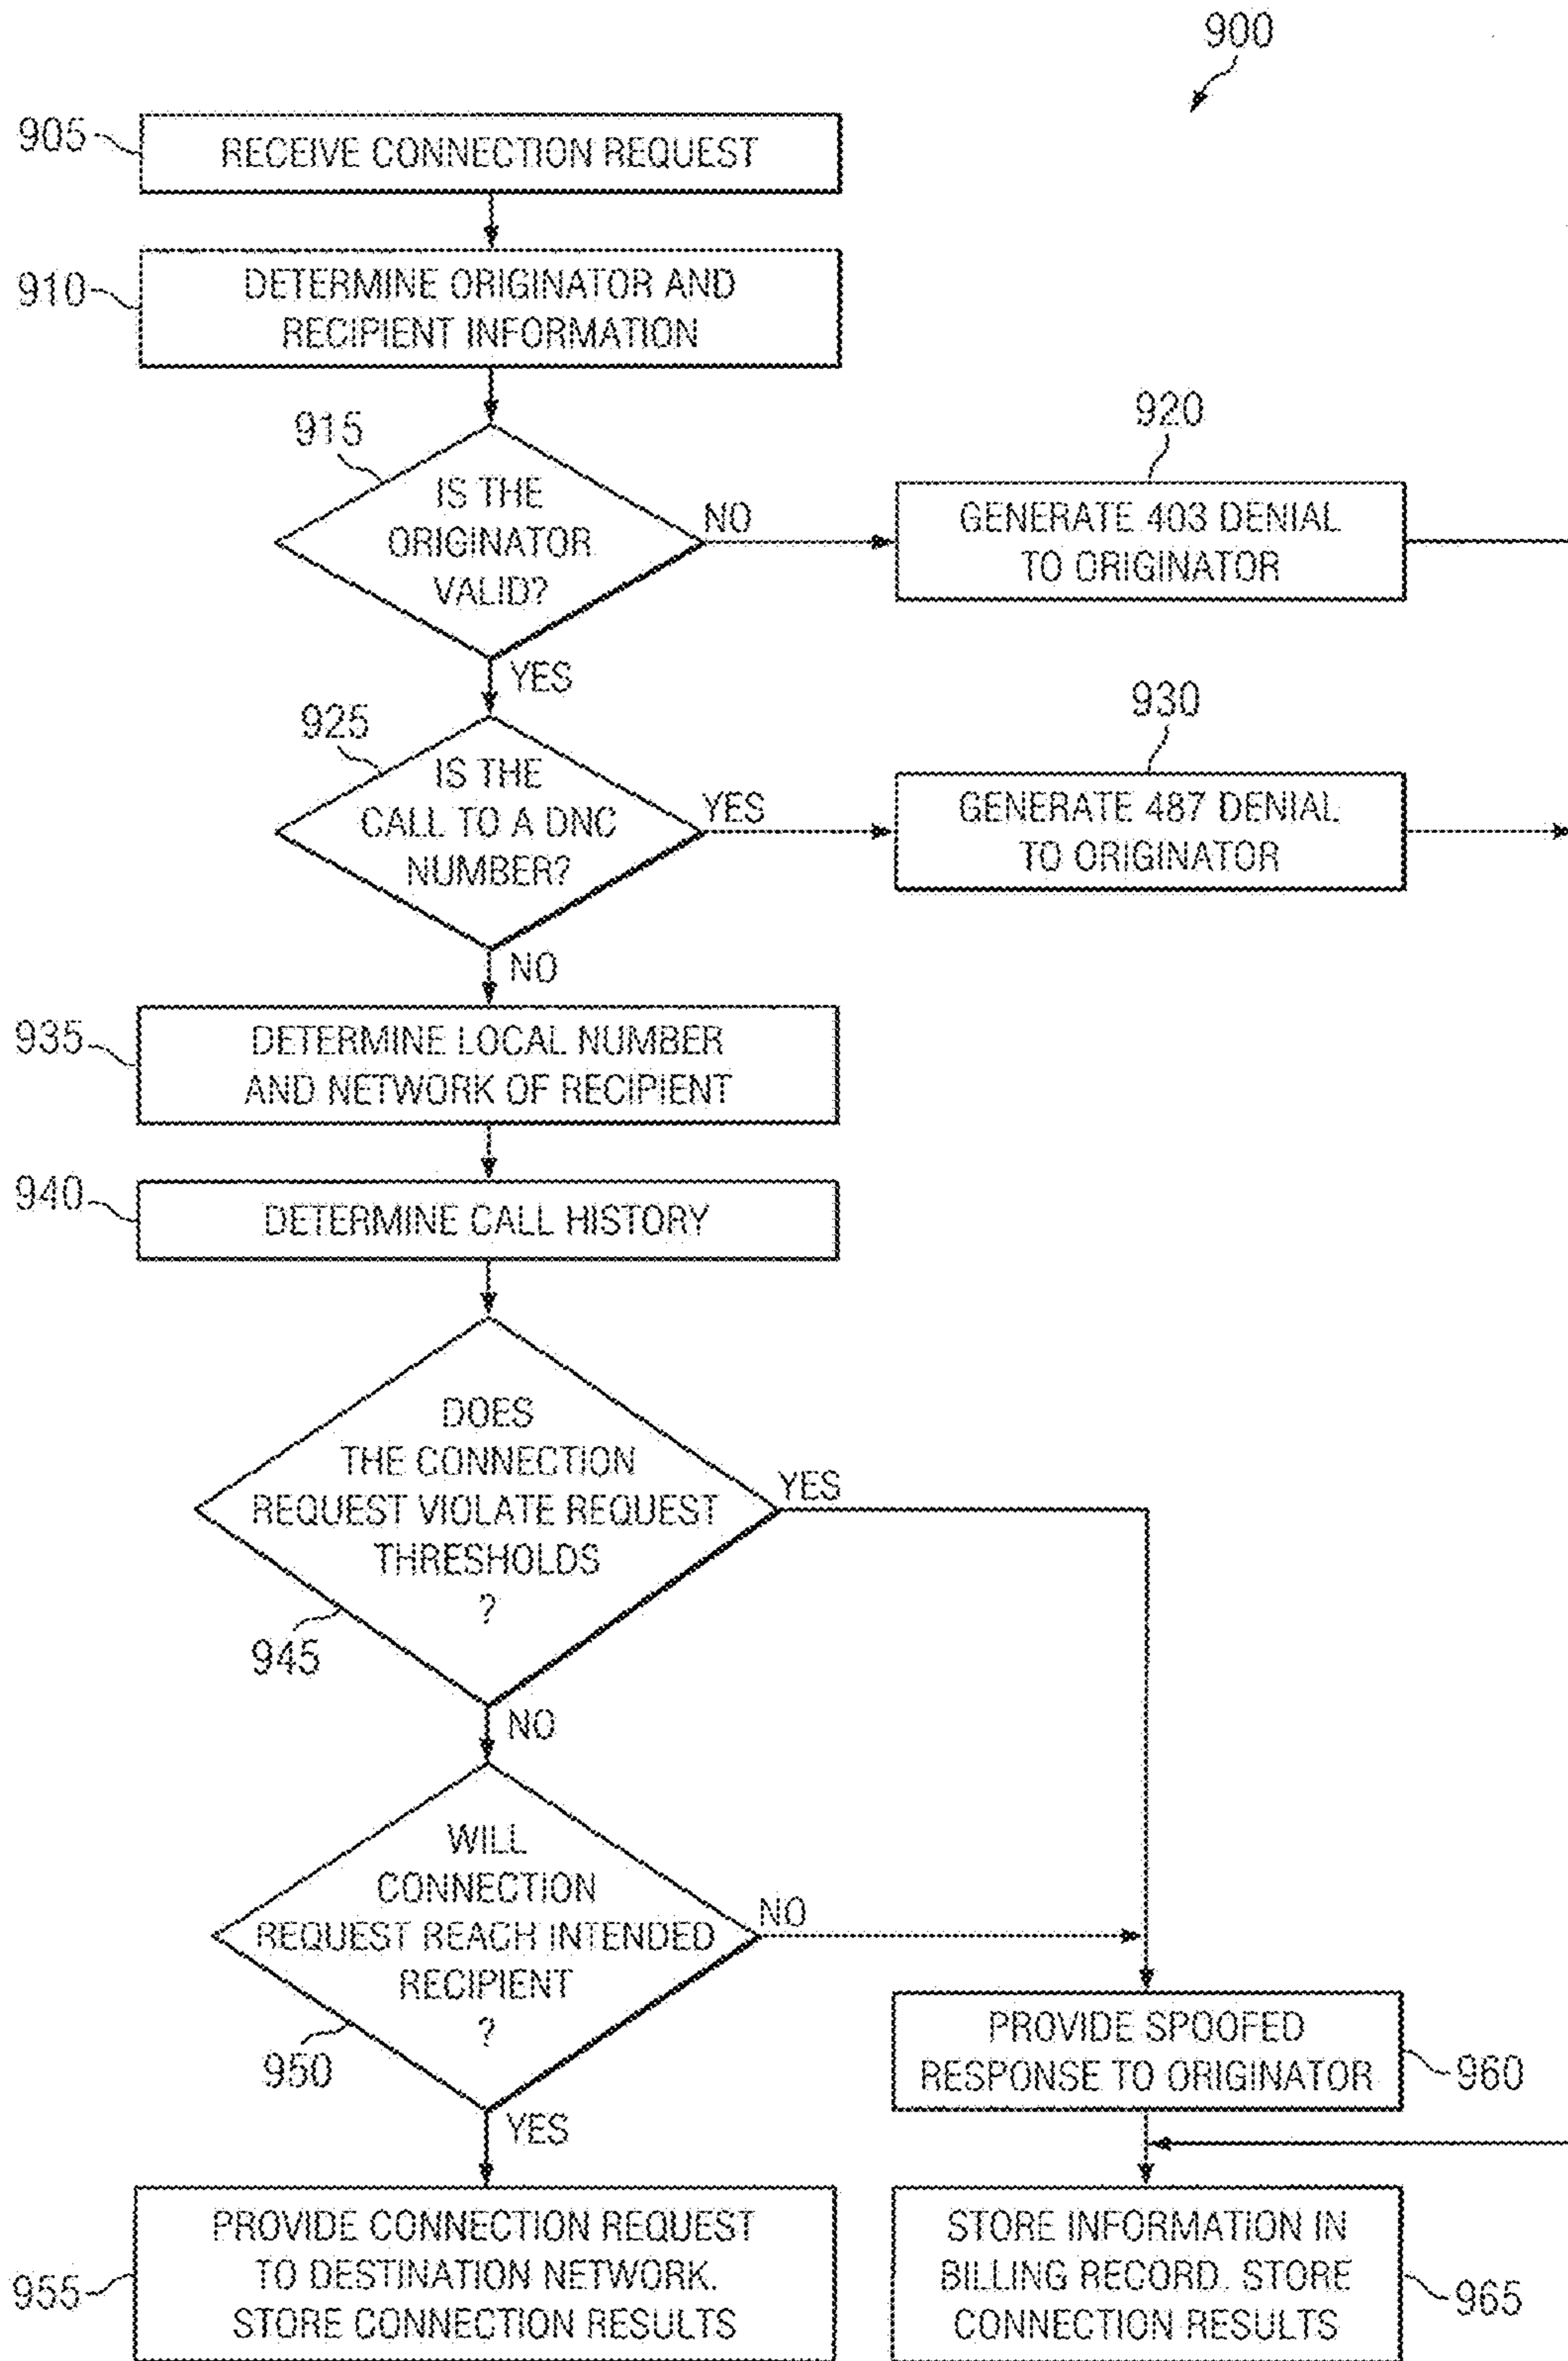 900
905
RECEIVE CONNECTION REQUEST
910
DETERMINE ORIGINATOR AND
RECIPIENT INFORMATION
915
IS THE
ORIGINATOR
VALID?
NO
920
GENERATE 403 DENIAL
TO ORIGINATOR
YES
925
IS THE
CALL TO A DNC
NUMBER?
YES
930
GENERATE 487 DENIAL
TO ORIGINATOR
NO
935
DETERMINE LOCAL NUMBER
AND NETWORK OF RECIPIENT
940
DETERMINE CALL HISTORY
DOES
THE CONNECTION
REQUEST VIOLATE REQUEST
THRESHOLDS
?
945
YES
NO
WILL
CONNECTION
REQUEST REACH INTENDED
RECIPIENT
?
950
NO
YES
PROVIDE SPOOFED
RESPONSE TO ORIGINATOR
960
955
PROVIDE CONNECTION REQUEST
TO DESTINATION NETWORK.
STORE CONNECTION RESULTS
STORE INFORMATION IN
BILLING RECORD. STORE
CONNECTION RESULTS
965